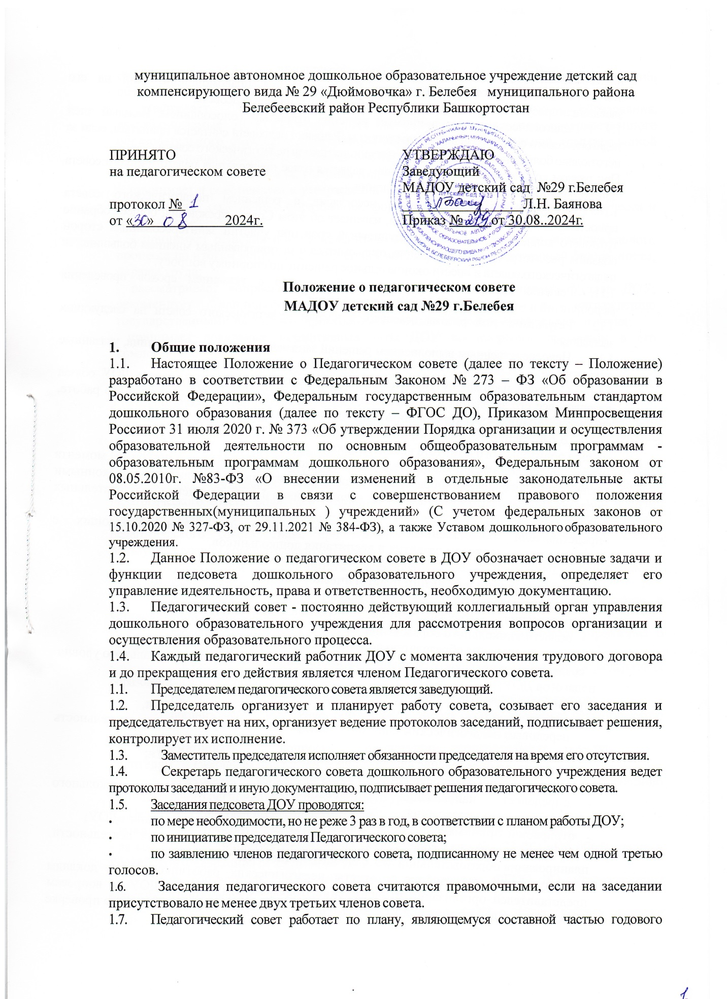 муниципальное автономное дошкольное образовательное учреждение детский сад
компенсирующего вида № 29 «Дюймовочка» г. Белебея муниципального района
Белебеевский район Республики Башкортостан
ПРИНЯТО
на педагогическом совете
протокол № 1
от «30» 08 2024г.
УТВЕРЖДАЮ
Заведующий
МАДОУ детский сад №29 г.Белебея
Л.Н. Баянова
Приказ № 219 от 30.08..2024г.
Положение о педагогическом совете
МАДОУ детский сад №29 г.Белебея
1. Общие положения
1.1. Настоящее Положение о Педагогическом совете (далее по тексту – Положение)
разработано в соответствии с Федеральным Законом № 273 – ФЗ «Об образовании в
Российской Федерации», Федеральным государственным образовательным стандартом
дошкольного образования (далее по тексту – ФГОС ДО), Приказом Минпросвещения
Россииот 31 июля 2020 г. № 373 «Об утверждении Порядка организации и осуществления
образовательной деятельности по основным общеобразовательным программам -
образовательным программам дошкольного образования», Федеральным законом от
08.05.2010г. №83-ФЗ «О внесении изменений в отдельные законодательные акты
Российской Федерации в связи с совершенствованием правового положения
государственных(муниципальных ) учреждений» (С учетом федеральных законов от
15.10.2020 № 327-ФЗ, от 29.11.2021 № 384-ФЗ), а также Уставом дошкольного образовательного
учреждения.
1.2. Данное Положение о педагогическом совете в ДОУ обозначает основные задачи и
функции педсовета дошкольного образовательного учреждения, определяет его
управление идеятельность, права и ответственность, необходимую документацию.
1.3. Педагогический совет - постоянно действующий коллегиальный орган управления
дошкольного образовательного учреждения для рассмотрения вопросов организации и
осуществления образовательного процесса.
1.4. Каждый педагогический работник ДОУ с момента заключения трудового договора
и до прекращения его действия является членом Педагогического совета.
1.1. Председателем педагогического совета является заведующий.
1.2. Председатель организует и планирует работу совета, созывает его заседания и
председательствует на них, организует ведение протоколов заседаний, подписывает решения,
контролирует их исполнение.
1.3. Заместитель председателя исполняет обязанности председателя на время его отсутствия.
1.4. Секретарь педагогического совета дошкольного образовательного учреждения ведет
протоколы заседаний и иную документацию, подписывает решения педагогического совета.
1.5. Заседания педсовета ДОУ проводятся:
• по мере необходимости, но не реже 3 раз в год, в соответствии с планом работы ДОУ;
• по инициативе председателя Педагогического совета;
• по заявлению членов педагогического совета, подписанному не менее чем одной третью
голосов.
1.6. Заседания педагогического совета считаются правомочными, если на заседании
присутствовало не менее двух третьих членов совета.
1.7. Педагогический совет работает по плану, являющемуся составной частью годового
1